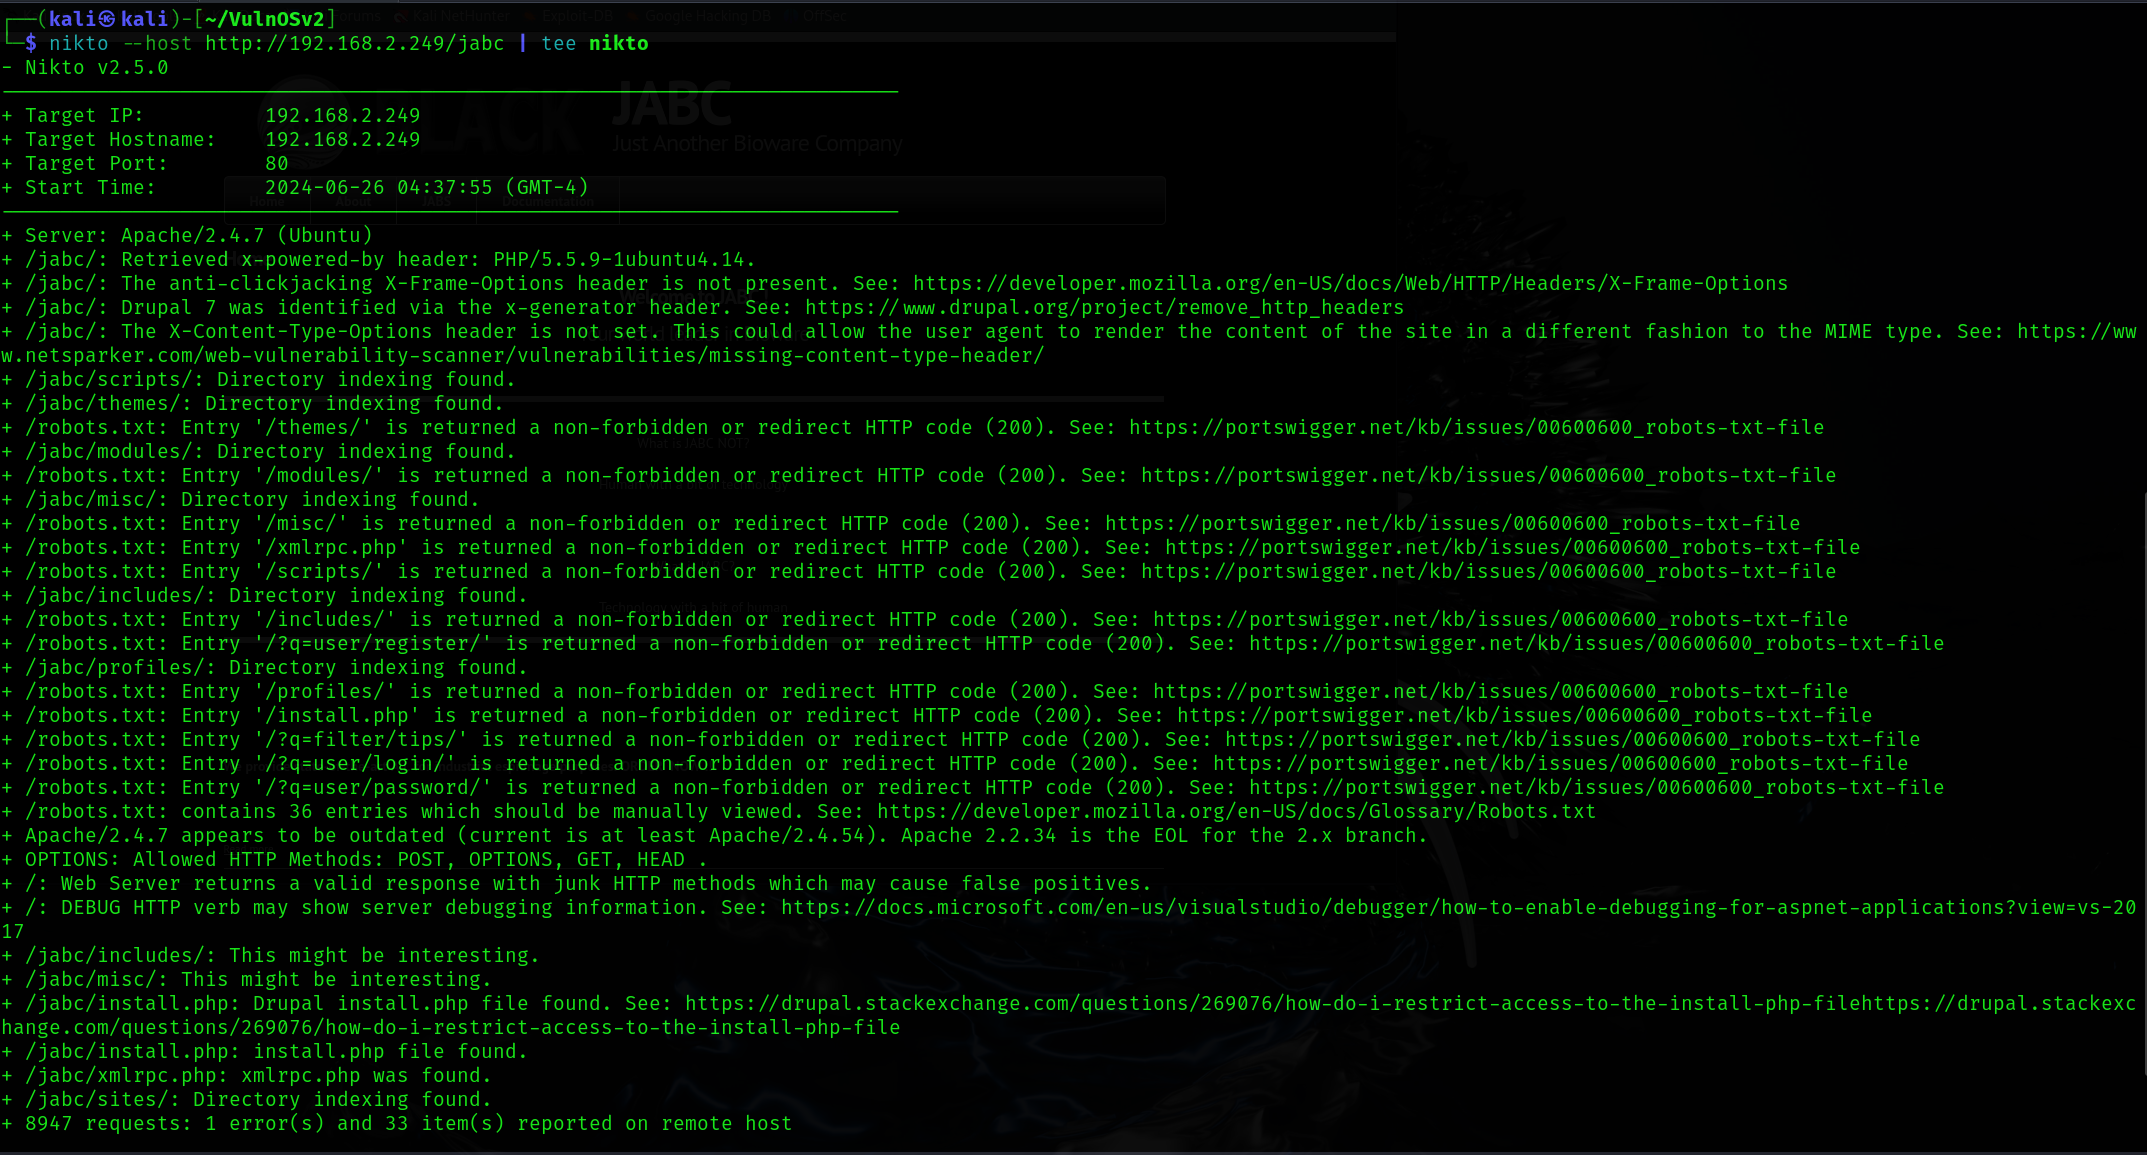 Forums Kali NetHunter Exploit-DB Google Hacking DB OffSec
┌──(kali㉿kali)-[~/VulnOSv2]
└─$ nikto --host http://192.168.2.249/jabc | tee nikto
- Nikto v2.5.0
---------------------------------------------------------------------------
+ Target IP:          192.168.2.249
+ Target Hostname:    192.168.2.249
+ Target Port:        80
+ Start Time:         2024-06-26 04:37:55 (GMT-4)
---------------------------------------------------------------------------
+ Server: Apache/2.4.7 (Ubuntu)
+ /jabc/: Retrieved x-powered-by header: PHP/5.5.9-1ubuntu4.14.
+ /jabc/: The anti-clickjacking X-Frame-Options header is not present. See: https://developer.mozilla.org/en-US/docs/Web/HTTP/Headers/X-Frame-Options
+ /jabc/: Drupal 7 was identified via the x-generator header. See: https://www.drupal.org/project/remove_http_headers
+ /jabc/: The X-Content-Type-Options header is not set. This could allow the user agent to render the content of the site in a different fashion to the MIME type. See: https://ww
w.netsparker.com/web-vulnerability-scanner/vulnerabilities/missing-content-type-header/
+ /jabc/scripts/: Directory indexing found.
+ /jabc/themes/: Directory indexing found.
+ /robots.txt: Entry '/themes/' is returned a non-forbidden or redirect HTTP code (200). See: https://portswigger.net/kb/issues/00600600_robots-txt-file
+ /jabc/modules/: Directory indexing found.
+ /robots.txt: Entry '/modules/' is returned a non-forbidden or redirect HTTP code (200). See: https://portswigger.net/kb/issues/00600600_robots-txt-file
+ /jabc/misc/: Directory indexing found.
+ /robots.txt: Entry '/misc/' is returned a non-forbidden or redirect HTTP code (200). See: https://portswigger.net/kb/issues/00600600_robots-txt-file
+ /robots.txt: Entry '/xmlrpc.php' is returned a non-forbidden or redirect HTTP code (200). See: https://portswigger.net/kb/issues/00600600_robots-txt-file
+ /robots.txt: Entry '/scripts/' is returned a non-forbidden or redirect HTTP code (200). See: https://portswigger.net/kb/issues/00600600_robots-txt-file
+ /jabc/includes/: Directory indexing found.
+ /robots.txt: Entry '/includes/' is returned a non-forbidden or redirect HTTP code (200). See: https://portswigger.net/kb/issues/00600600_robots-txt-file
+ /robots.txt: Entry '/?q=user/register/' is returned a non-forbidden or redirect HTTP code (200). See: https://portswigger.net/kb/issues/00600600_robots-txt-file
+ /jabc/profiles/: Directory indexing found.
+ /robots.txt: Entry '/profiles/' is returned a non-forbidden or redirect HTTP code (200). See: https://portswigger.net/kb/issues/00600600_robots-txt-file
+ /robots.txt: Entry '/install.php' is returned a non-forbidden or redirect HTTP code (200). See: https://portswigger.net/kb/issues/00600600_robots-txt-file
+ /robots.txt: Entry '/?q=filter/tips/' is returned a non-forbidden or redirect HTTP code (200). See: https://portswigger.net/kb/issues/00600600_robots-txt-file
+ /robots.txt: Entry '/?q=user/login/' is returned a non-forbidden or redirect HTTP code (200). See: https://portswigger.net/kb/issues/00600600_robots-txt-file
+ /robots.txt: Entry '/?q=user/password/' is returned a non-forbidden or redirect HTTP code (200). See: https://portswigger.net/kb/issues/00600600_robots-txt-file
+ /robots.txt: contains 36 entries which should be manually viewed. See: https://developer.mozilla.org/en-US/docs/Glossary/Robots.txt
+ Apache/2.4.7 appears to be outdated (current is at least Apache/2.4.54). Apache 2.2.34 is the EOL for the 2.x branch.
+ OPTIONS: Allowed HTTP Methods: POST, OPTIONS, GET, HEAD .
+ /: Web Server returns a valid response with junk HTTP methods which may cause false positives.
+ /: DEBUG HTTP verb may show server debugging information. See: https://docs.microsoft.com/en-us/visualstudio/debugger/how-to-enable-debugging-for-aspnet-applications?view=vs-20
17
+ /jabc/includes/: This might be interesting.
+ /jabc/misc/: This might be interesting.
+ /jabc/install.php: Drupal install.php file found. See: https://drupal.stackexchange.com/questions/269076/how-do-i-restrict-access-to-the-install-php-filehttps://drupal.stackexc
hange.com/questions/269076/how-do-i-restrict-access-to-the-install-php-file
+ /jabc/install.php: install.php file found.
+ /jabc/xmlrpc.php: xmlrpc.php was found.
+ /jabc/sites/: Directory indexing found.
+ 8947 requests: 1 error(s) and 33 item(s) reported on remote host
JABC
Just Another Bioware Company
Home About JABS Documentation